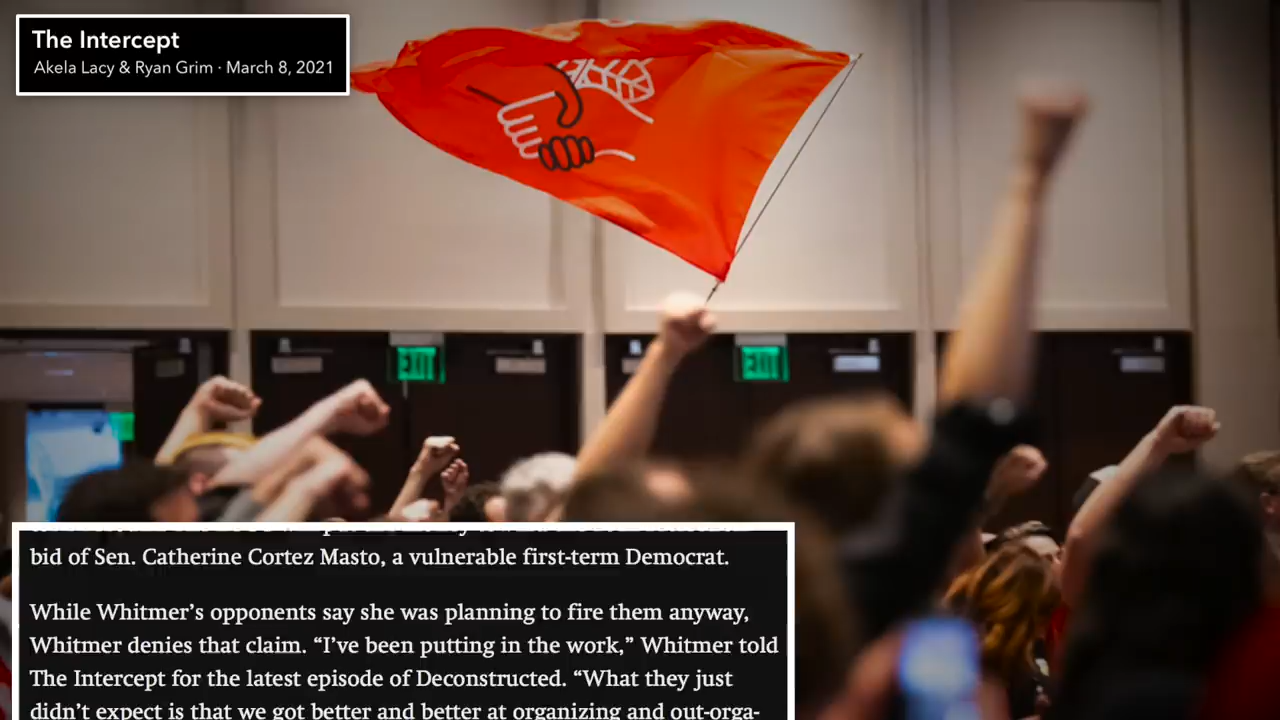 The Intercept
Akela Lacy & Ryan Grim · March 8, 2021
EXIT
EXIT
bid of Sen. Catherine Cortez Masto, a vulnerable first-term Democrat.
While Whitmer’s opponents say she was planning to fire them anyway,
Whitmer denies that claim. “I’ve been putting in the work,” Whitmer told
The Intercept for the latest episode of Deconstructed. “What they just
didn’t expect is that we got better and better at organizing and out-orga-